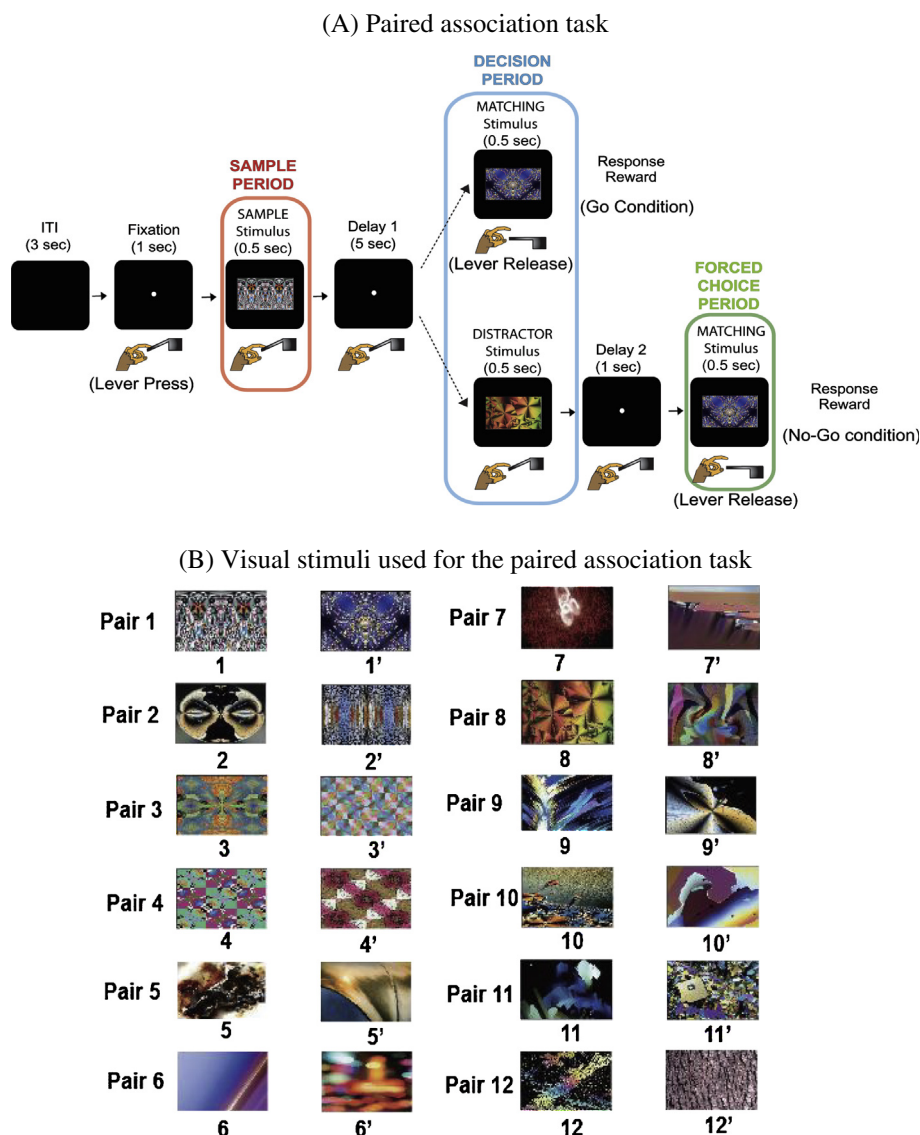 (A) Paired association task
DECISION
PERIOD
MATCHING
Stimulus
(0.5 sec)
Response
Reward
(Go Condition)
(Lever Release)
SAMPLE
PERIOD
ITI
(3 sec)
Fixation
(1 sec)
SAMPLE
Stimulus
(0.5 sec)
Delay 1
(5 sec)
(Lever Press)
DISTRACTOR
Stimulus
(0.5 sec)
Delay 2
(1 sec)
FORCED
CHOICE
PERIOD
MATCHING
Stimulus
(0.5 sec)
Response
Reward
(No-Go condition)
(Lever Release)
(B) Visual stimuli used for the paired association task
Pair 1
1
1'
Pair 2
2
2'
Pair 3
3
3'
Pair 4
4
4'
Pair 5
5
5'
Pair 6
6
6'
Pair 7
7
7'
Pair 8
8
8'
Pair 9
9
9'
Pair 10
10
10'
Pair 11
11
11'
Pair 12
12
12'